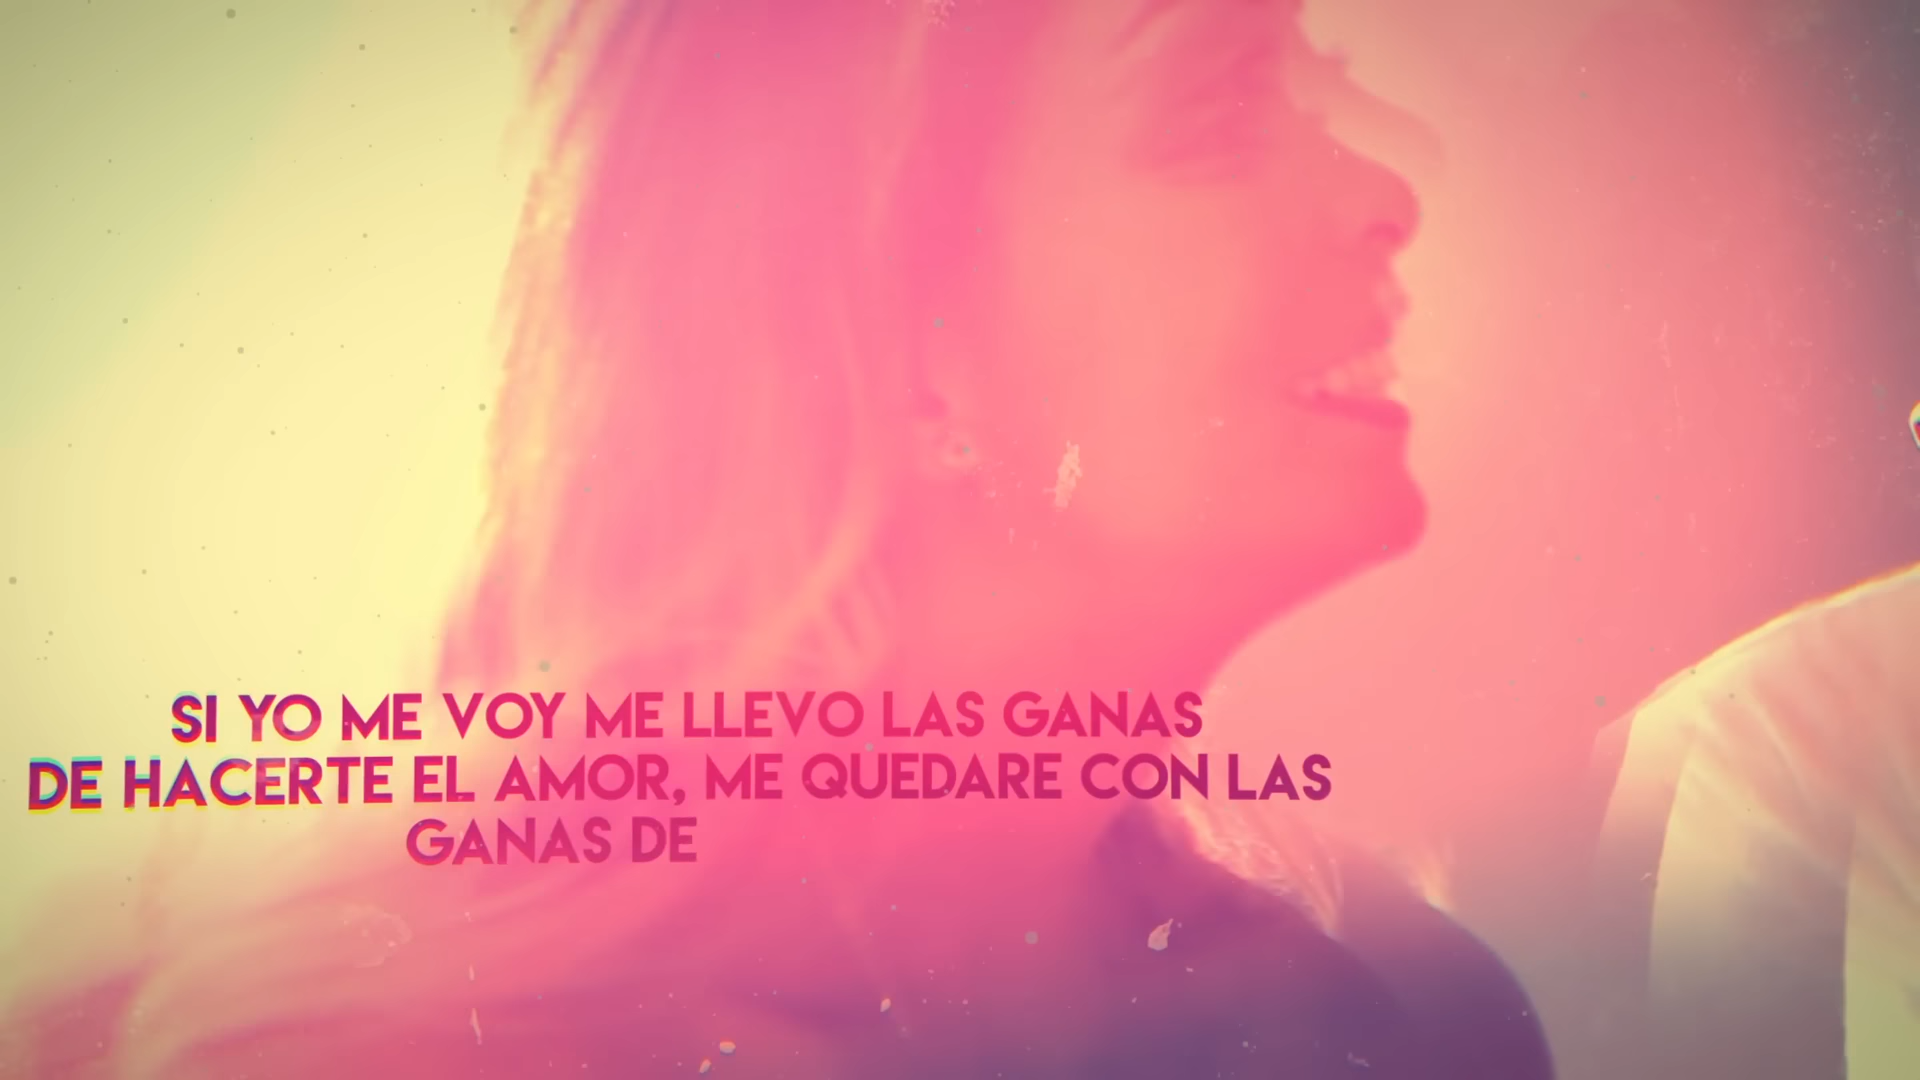 SI YO ME VOY ME LLEVO LAS GANAS
DE HACERTE EL AMOR, ME QUEDARE CON LAS
GANAS DE